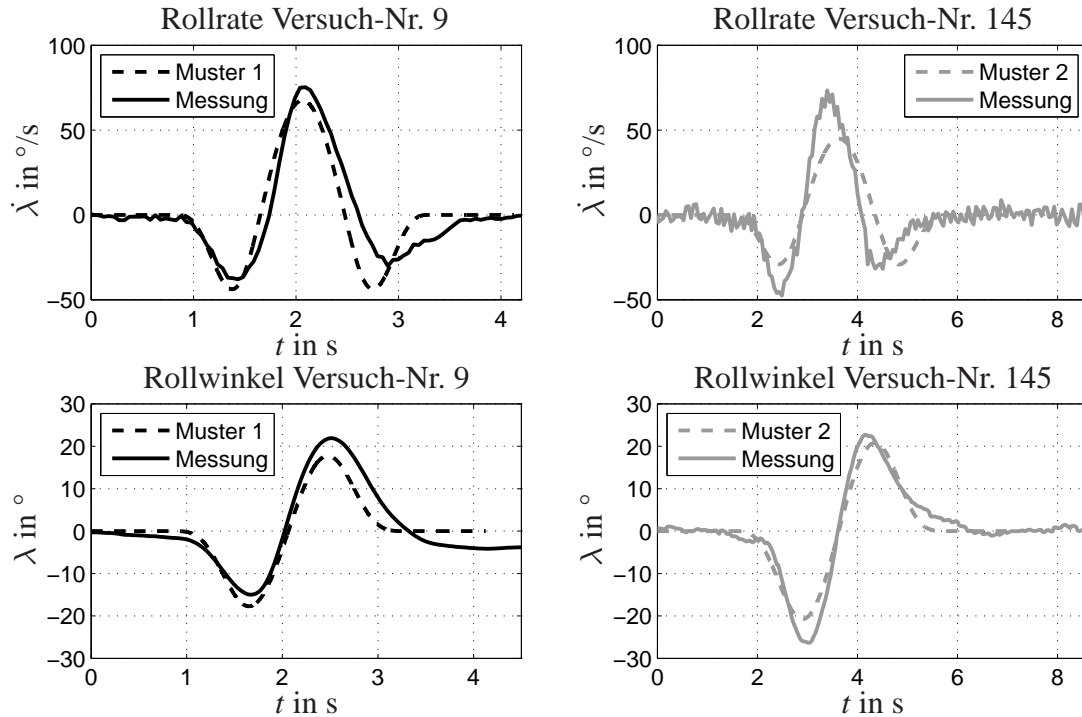 Rollrate Versuch-Nr. 9
100
50
0
−50
λ̇ in °/s
Muster 1
Messung
0
1
2
3
4
t in s
Rollrate Versuch-Nr. 145
100
50
0
−50
λ̇ in °/s
Muster 2
Messung
0
2
4
6
8
t in s
Rollwinkel Versuch-Nr. 9
30
20
10
0
−10
−20
−30
λ in °
Muster 1
Messung
0
1
2
3
4
t in s
Rollwinkel Versuch-Nr. 145
30
20
10
0
−10
−20
−30
λ in °
Muster 2
Messung
0
2
4
6
8
t in s